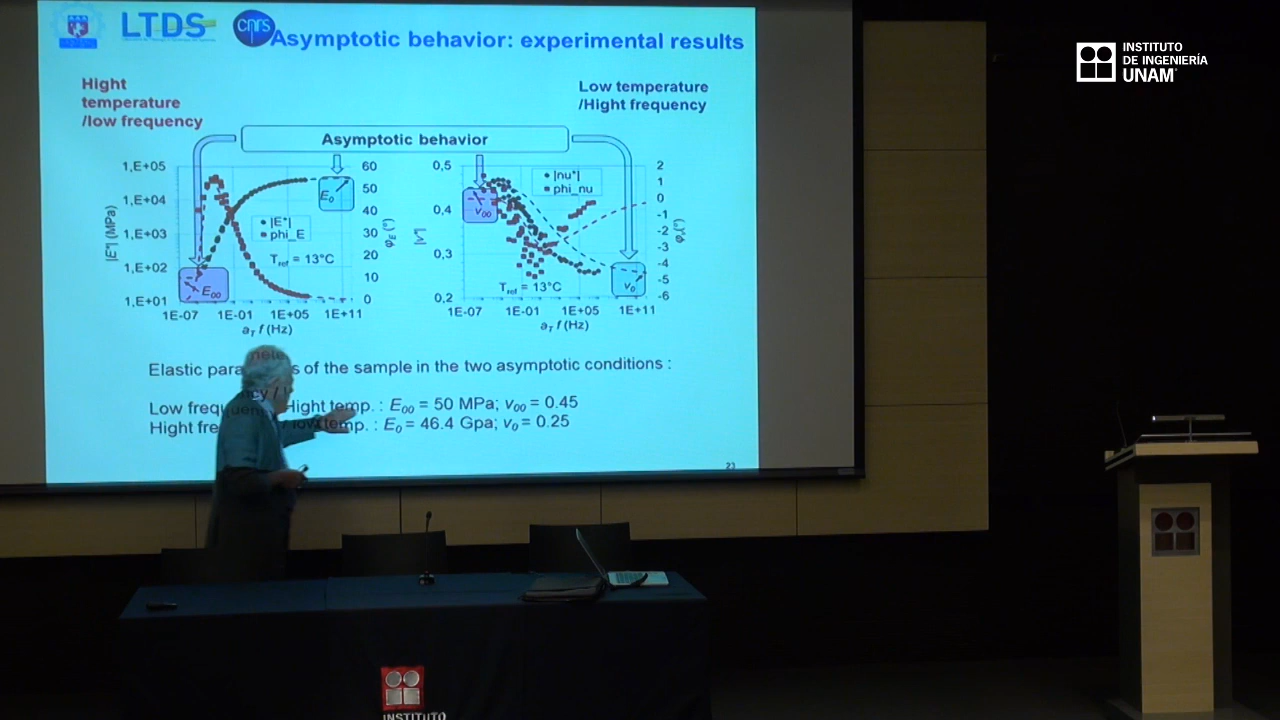 LTDS
cnrs
Asymptotic behavior: experimental results
INSTITUTO
DE INGENIERÍA
UNAM
Hight
temperature
/low frequency
Low temperature
/Hight frequency
Asymptotic behavior
1,E+05
1,E+04
1,E+03
1,E+02
1,E+01
|E*| (MPa)
60
50
40
30
20
10
0
φE (°)
E0
|E*|
phi_E
Tref = 13°C
E00
1E-07 1E-01 1E+05 1E+11
aT f (Hz)
0,5
0,4
0,3
0,2
|ν*|
2
1
0
-1
-2
-3
-4
-5
-6
|nu*|
phi_nu
ν00
Tref = 13°C
ν0
1E-07 1E-01 1E+05 1E+11
aT f (Hz)
Elastic para s of the sample in the two asymptotic conditions :
Low frequ Hight temp. : E00 = 50 MPa; ν00 = 0.45
Hight fre low temp. : E0 = 46.4 Gpa; ν0 = 0.25
23
INSTITUTO